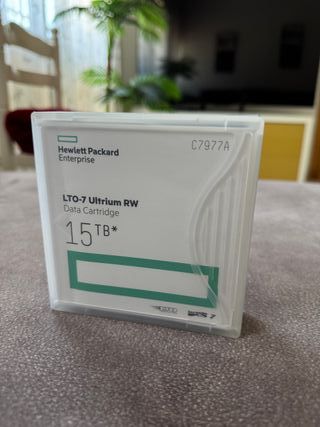 Hewlett Packard
Enterprise
C7977A
LTO-7 Ultrium RW
Data Cartridge
15TB*